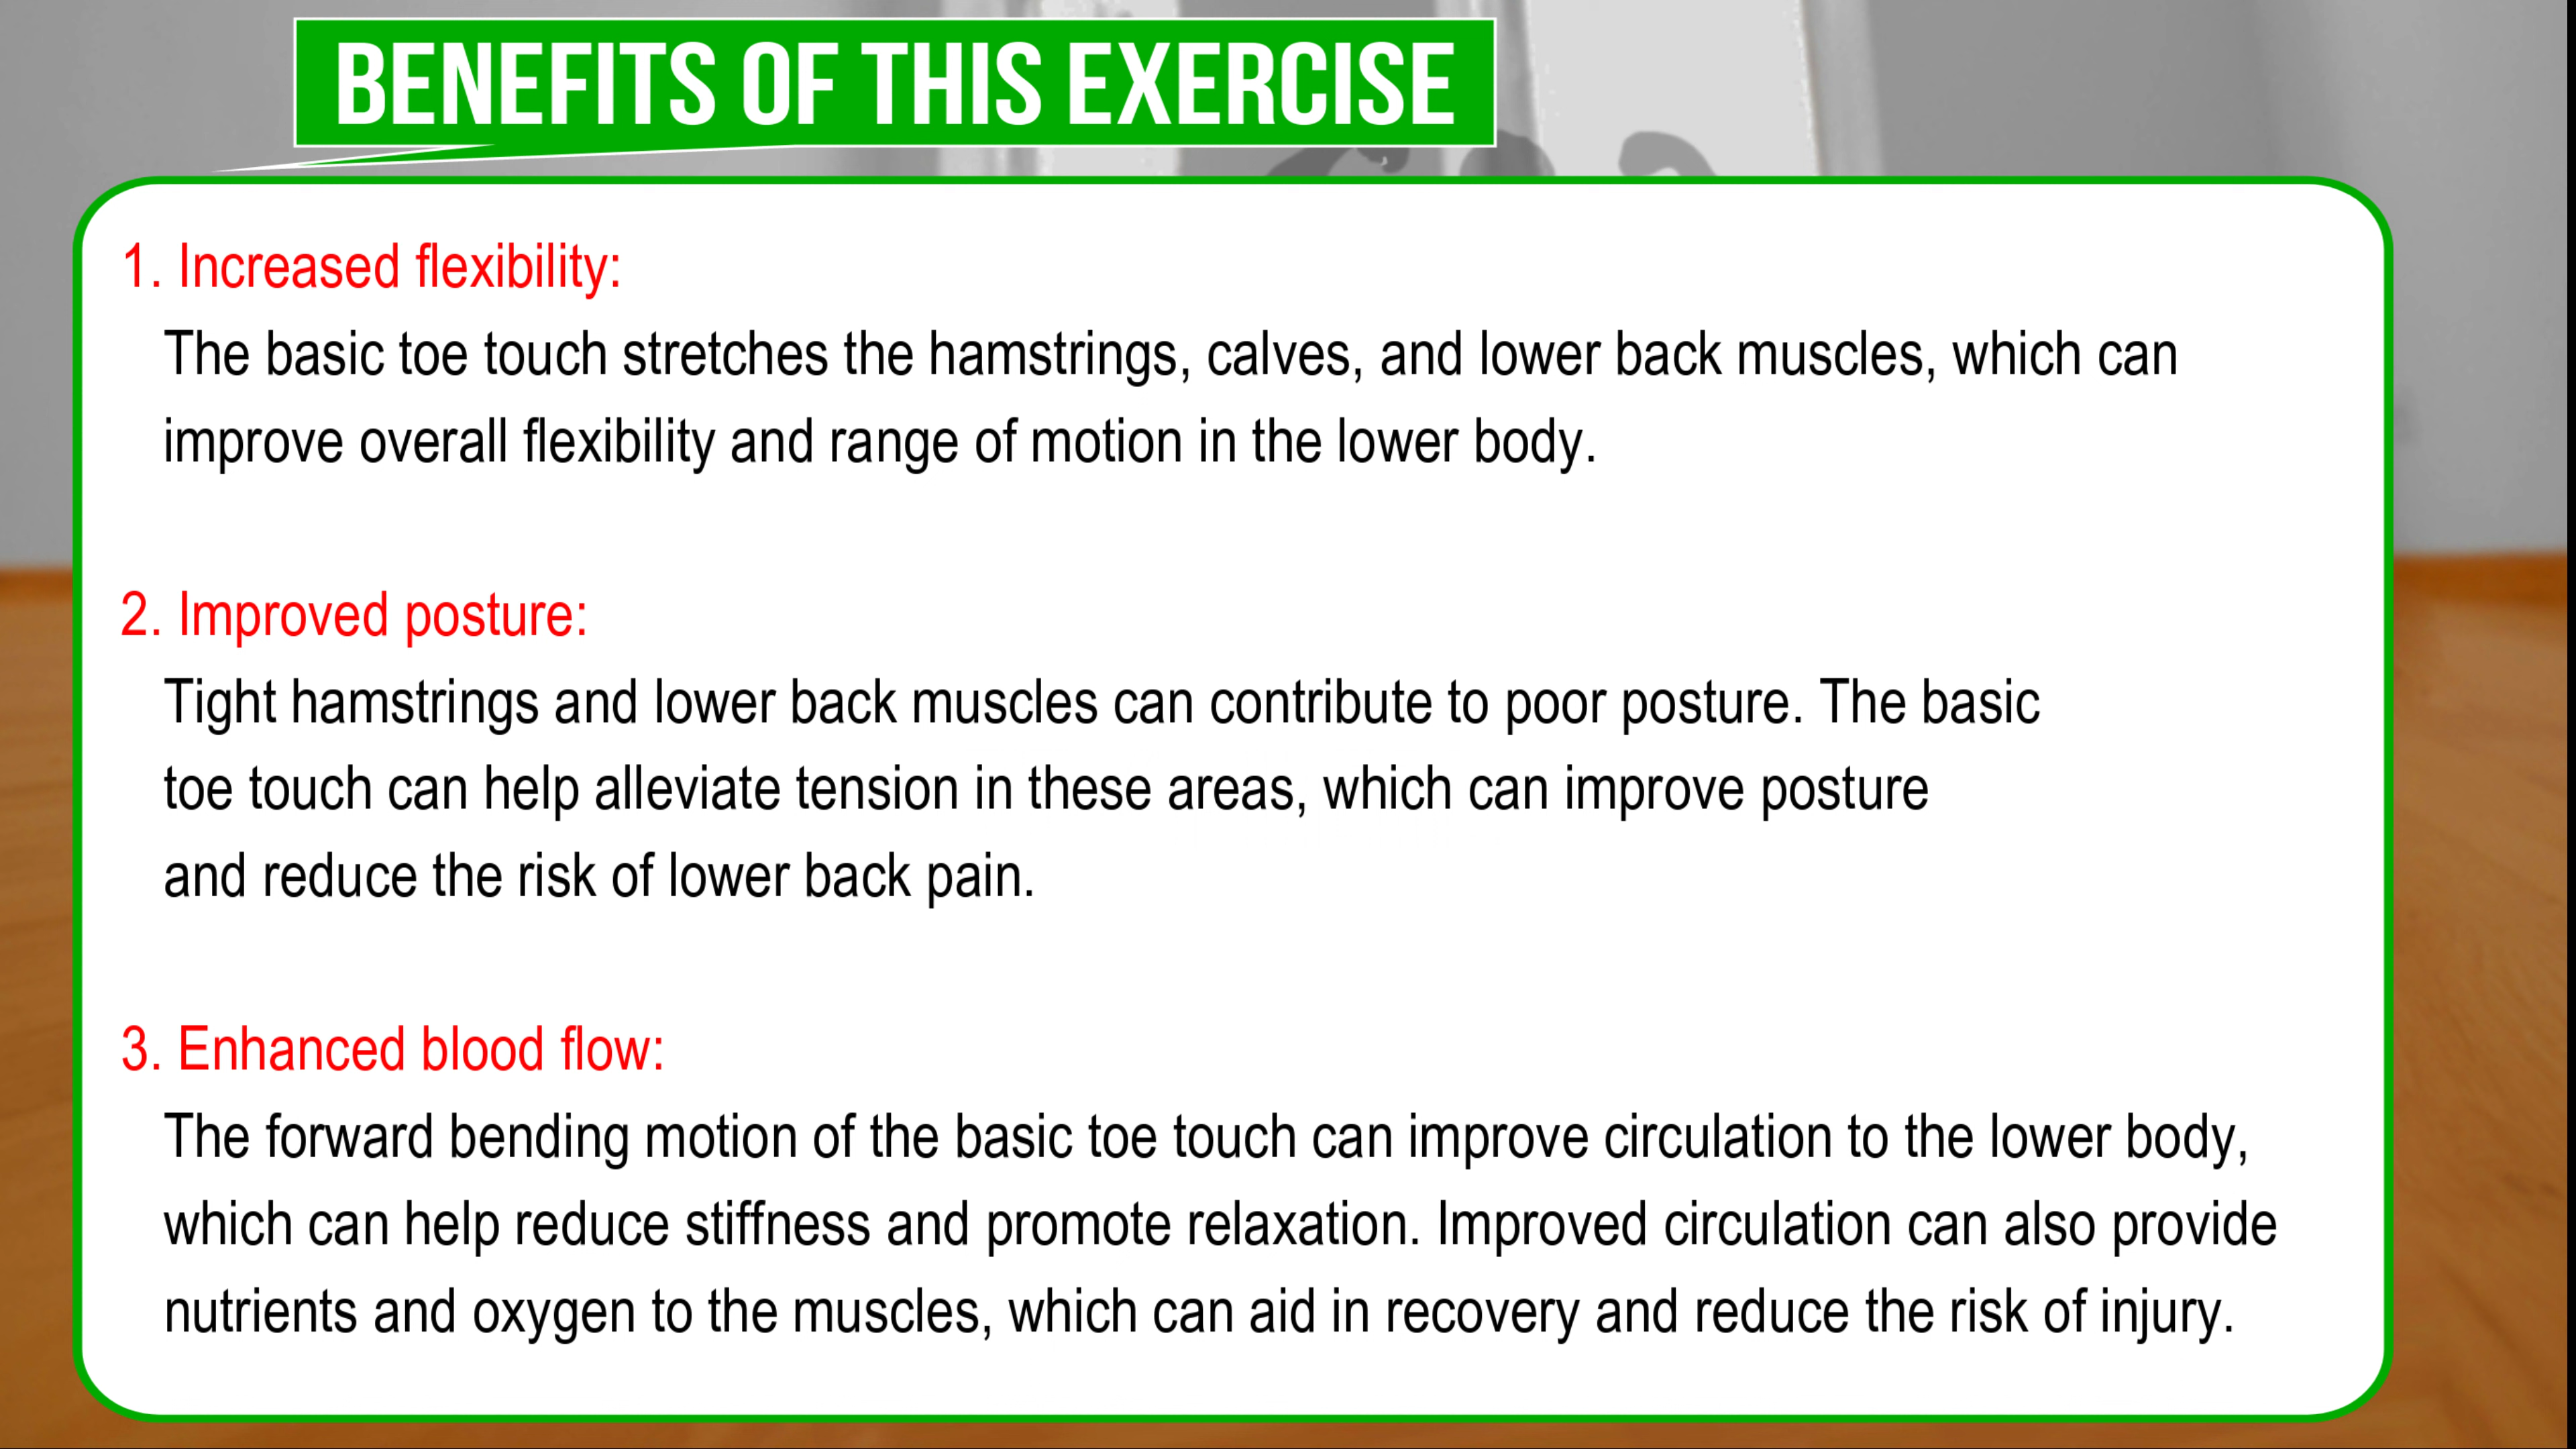 BENEFITS OF THIS EXERCISE
1. Increased flexibility:
The basic toe touch stretches the hamstrings, calves, and lower back muscles, which can
improve overall flexibility and range of motion in the lower body.
2. Improved posture:
Tight hamstrings and lower back muscles can contribute to poor posture. The basic
toe touch can help alleviate tension in these areas, which can improve posture
and reduce the risk of lower back pain.
3. Enhanced blood flow:
The forward bending motion of the basic toe touch can improve circulation to the lower body,
which can help reduce stiffness and promote relaxation. Improved circulation can also provide
nutrients and oxygen to the muscles, which can aid in recovery and reduce the risk of injury.